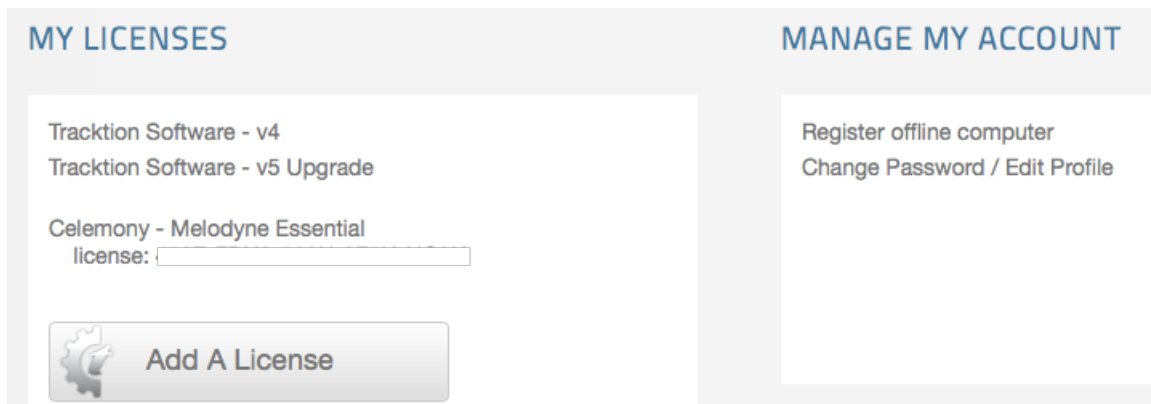 MY LICENSES
Tracktion Software - v4
Tracktion Software - v5 Upgrade
Celemony - Melodyne Essential
license:
Add A License
MANAGE MY ACCOUNT
Register offline computer
Change Password / Edit Profile